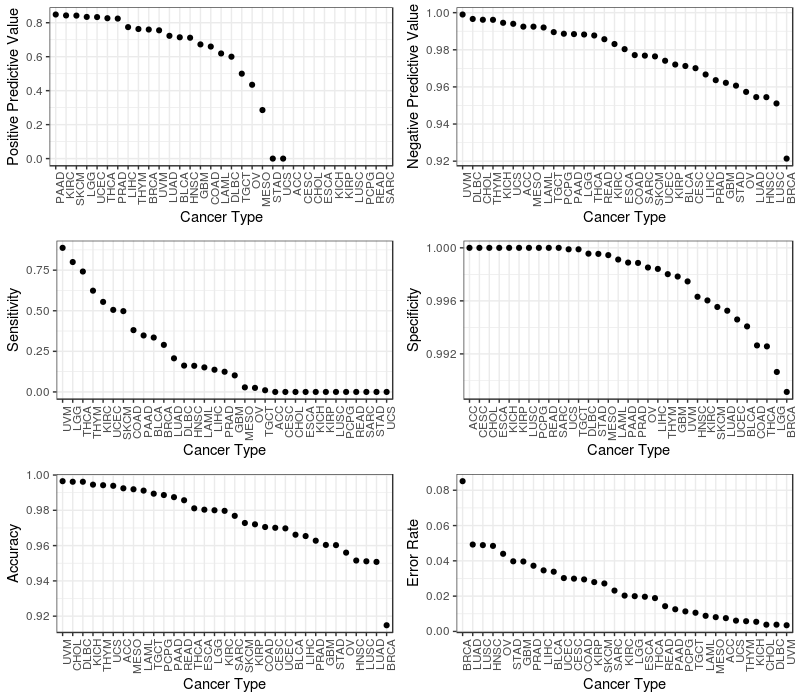 Positive Predictive Value
0.8
0.6
0.4
0.2
0.0
PAAD
KIRC
SKCM
LGG
UCEC
THCA
PRAD
LIHC
THYM
BRCA
UVM
LUAD
BLCA
HNSC
GBM
COAD
LAML
DLBC
TGCT
OV
MESO
STAD
UCS
ACC
CESC
CHOL
ESCA
KICH
KIRP
LUSC
PCPG
READ
SARC
Cancer Type
Negative Predictive Value
1.00
0.98
0.96
0.94
0.92
UVM
DLBC
CHOL
THYM
KICH
UCS
ACC
MESO
LAML
TGCT
PCPG
PAAD
LGG
THCA
READ
KIRC
ESCA
COAD
SARC
SKCM
UCEC
KIRP
BLCA
CESC
LIHC
PRAD
GBM
STAD
OV
LUAD
HNSC
LUSC
BRCA
Cancer Type
Sensitivity
0.75
0.50
0.25
0.00
UVM
LGG
THCA
THYM
KIRC
UCEC
SKCM
COAD
PAAD
BLCA
BRCA
LUAD
DLBC
HNSC
LAML
LIHC
PRAD
GBM
MESO
OV
TGCT
ACC
CESC
CHOL
ESCA
KICH
KIRP
LUSC
PCPG
READ
SARC
STAD
UCS
Cancer Type
Specificity
1.000
0.996
0.992
ACC
CESC
CHOL
ESCA
KICH
KIRP
LUSC
PCPG
READ
SARC
UCS
TGCT
DLBC
STAD
MESO
LAML
PAAD
PRAD
OV
LIHC
THYM
GBM
UVM
HNSC
KIRC
SKCM
LUAD
UCEC
BLCA
COAD
THCA
LGG
BRCA
Cancer Type
Accuracy
1.00
0.98
0.96
0.94
0.92
UVM
CHOL
DLBC
KICH
THYM
UCS
ACC
MESO
LAML
TGCT
PCPG
PAAD
READ
THCA
ESCA
LGG
KIRC
SARC
SKCM
KIRP
COAD
CESC
UCEC
BLCA
LIHC
PRAD
GBM
STAD
OV
HNSC
LUSC
LUAD
BRCA
Cancer Type
Error Rate
0.08
0.06
0.04
0.02
0.00
BRCA
LUAD
LUSC
HNSC
OV
STAD
GBM
PRAD
LIHC
BLCA
UCEC
CESC
COAD
KIRP
SKCM
SARC
KIRC
LGG
ESCA
THCA
READ
PAAD
PCPG
TGCT
LAML
MESO
ACC
UCS
THYM
KICH
CHOL
DLBC
UVM
Cancer Type